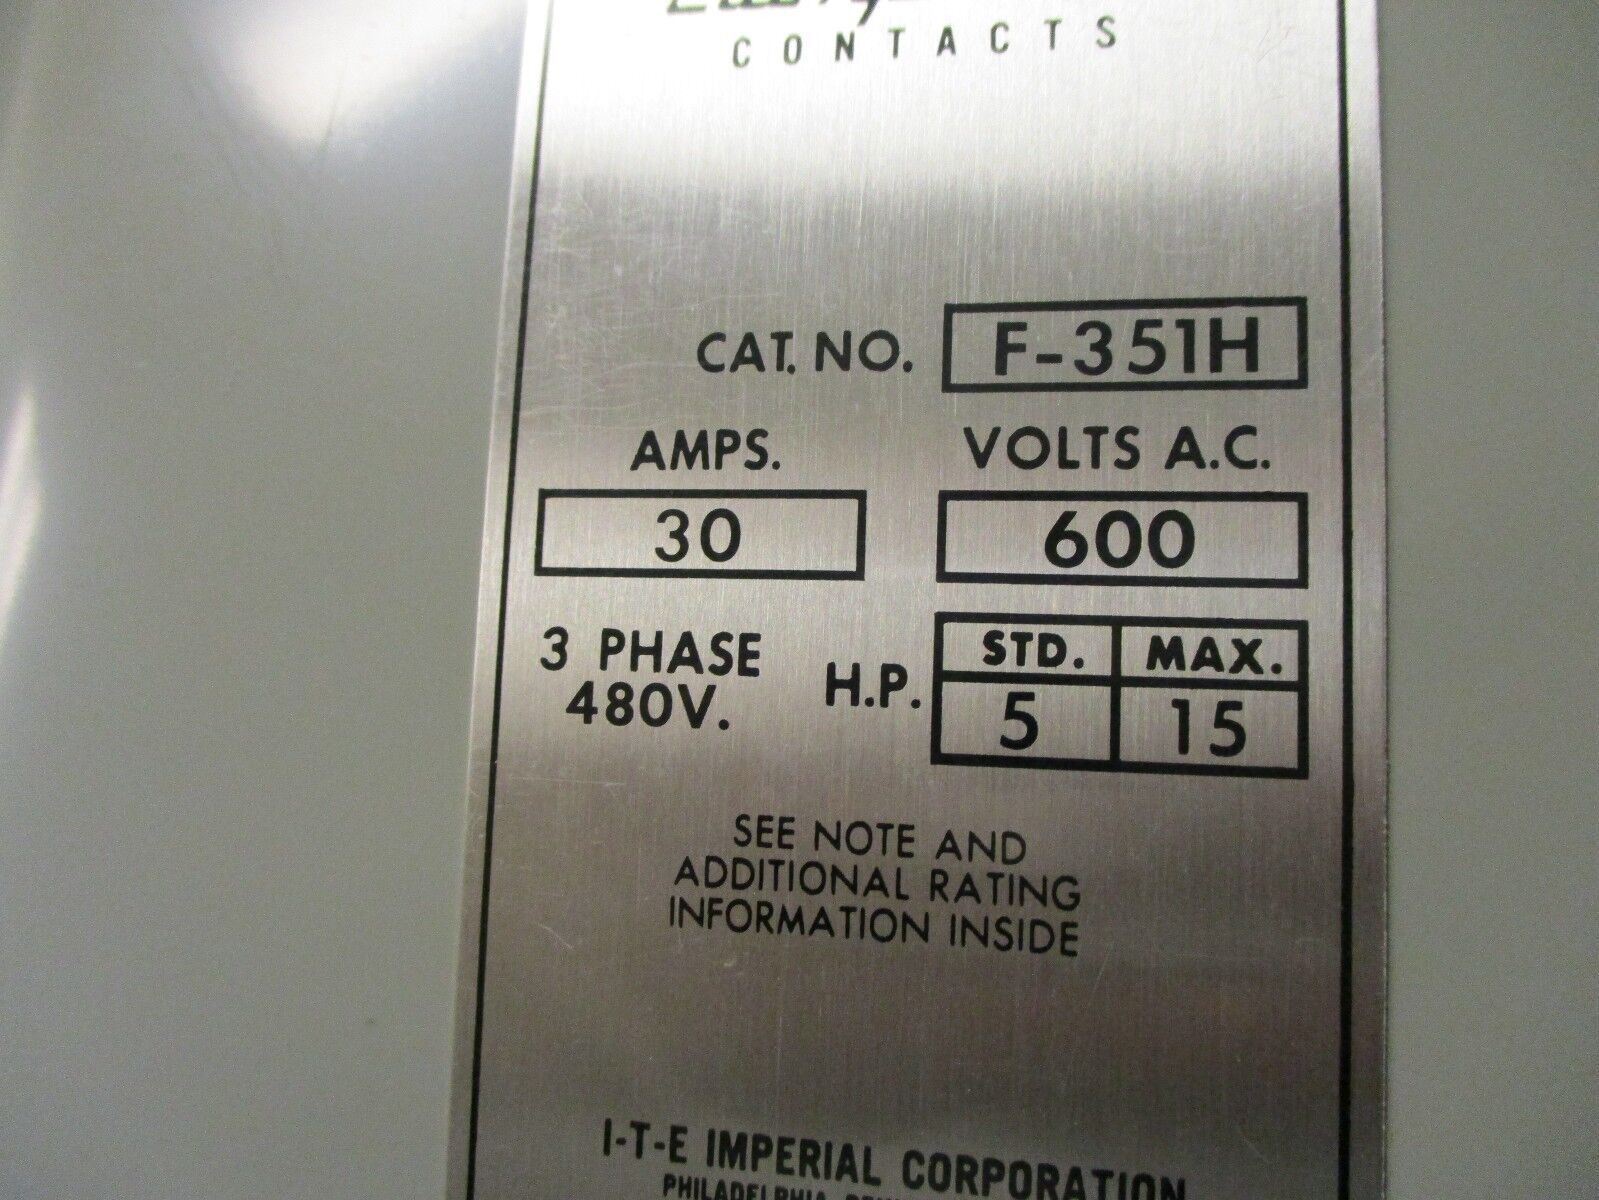 CONTACTS
CAT. NO. F-351H
AMPS. VOLTS A.C.
30 600
3 PHASE 480V. H.P. STD. MAX.
5 15
SEE NOTE AND
ADDITIONAL RATING
INFORMATION INSIDE
I-T-E IMPERIAL CORPORATION
PHILADELPHIA